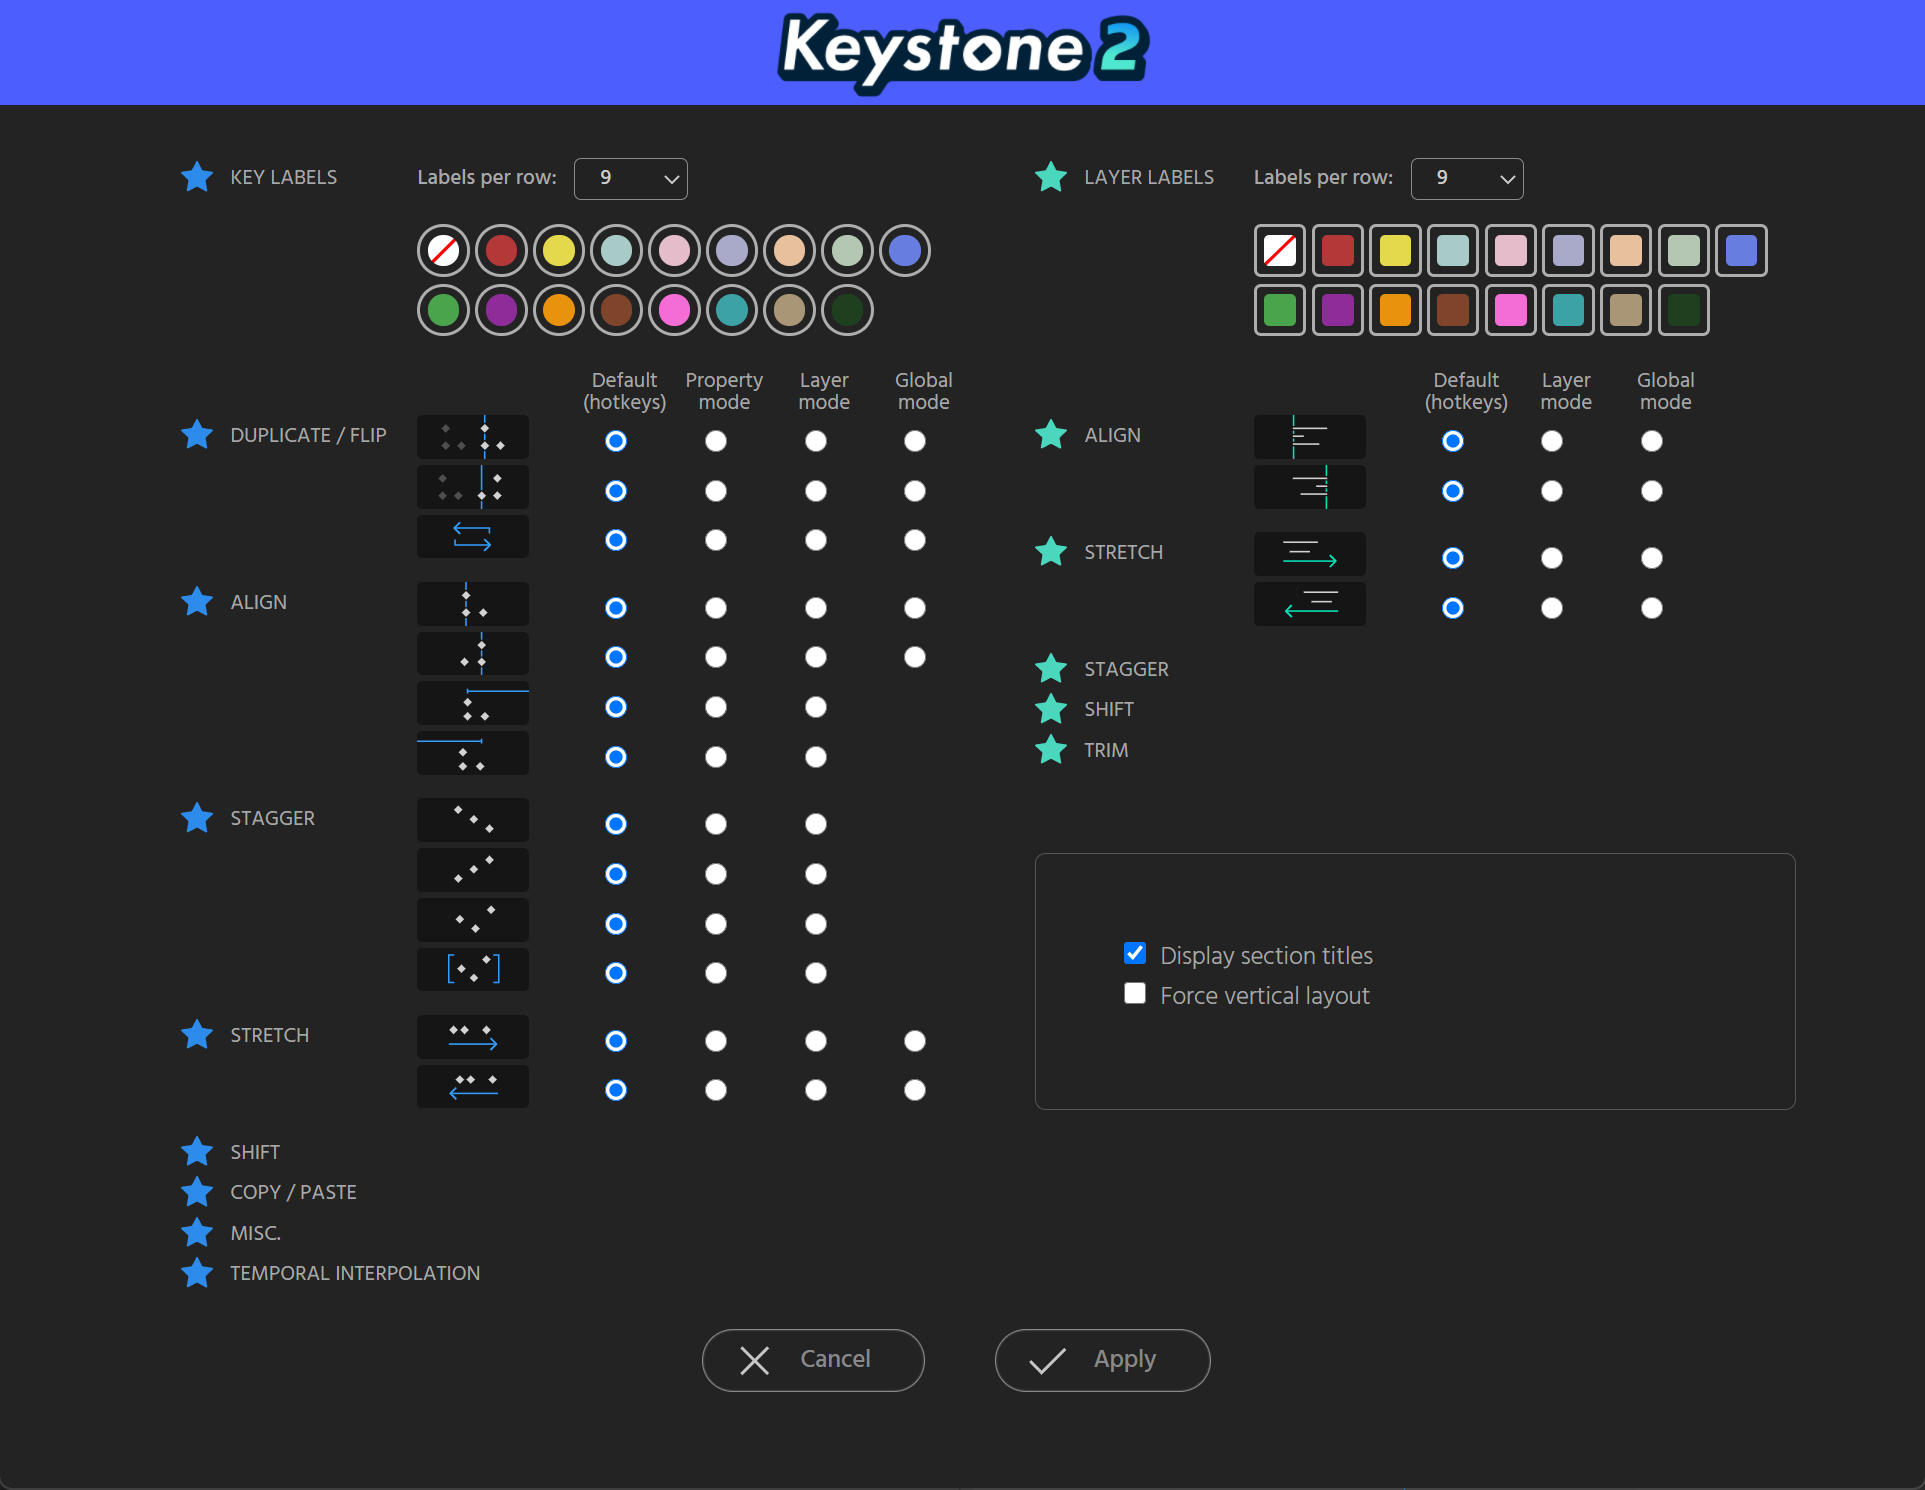 Keystone 2
KEY LABELS
Labels per row:
9
Default
(hotkeys)
Property
mode
Layer
mode
Global
mode
DUPLICATE / FLIP
ALIGN
STAGGER
STRETCH
SHIFT
COPY / PASTE
MISC.
TEMPORAL INTERPOLATION
LAYER LABELS
Labels per row:
9
Default
(hotkeys)
Layer
mode
Global
mode
ALIGN
STRETCH
STAGGER
SHIFT
TRIM
Display section titles
Force vertical layout
Cancel
Apply